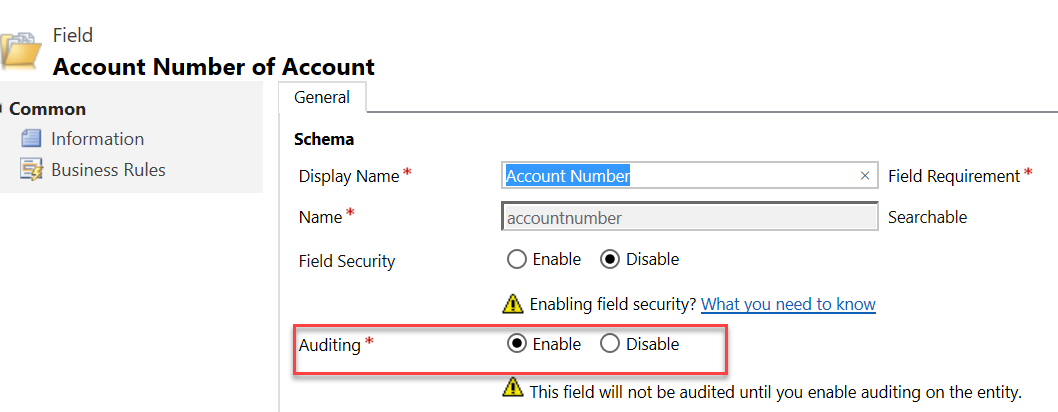 Field
Account Number of Account
Common
Information
Business Rules
General
Schema
Display Name * Account Number × Field Requirement *
Name * accountnumber Searchable
Field Security Enable Disable
Enabling field security? What you need to know
Auditing * Enable Disable
This field will not be audited until you enable auditing on the entity.